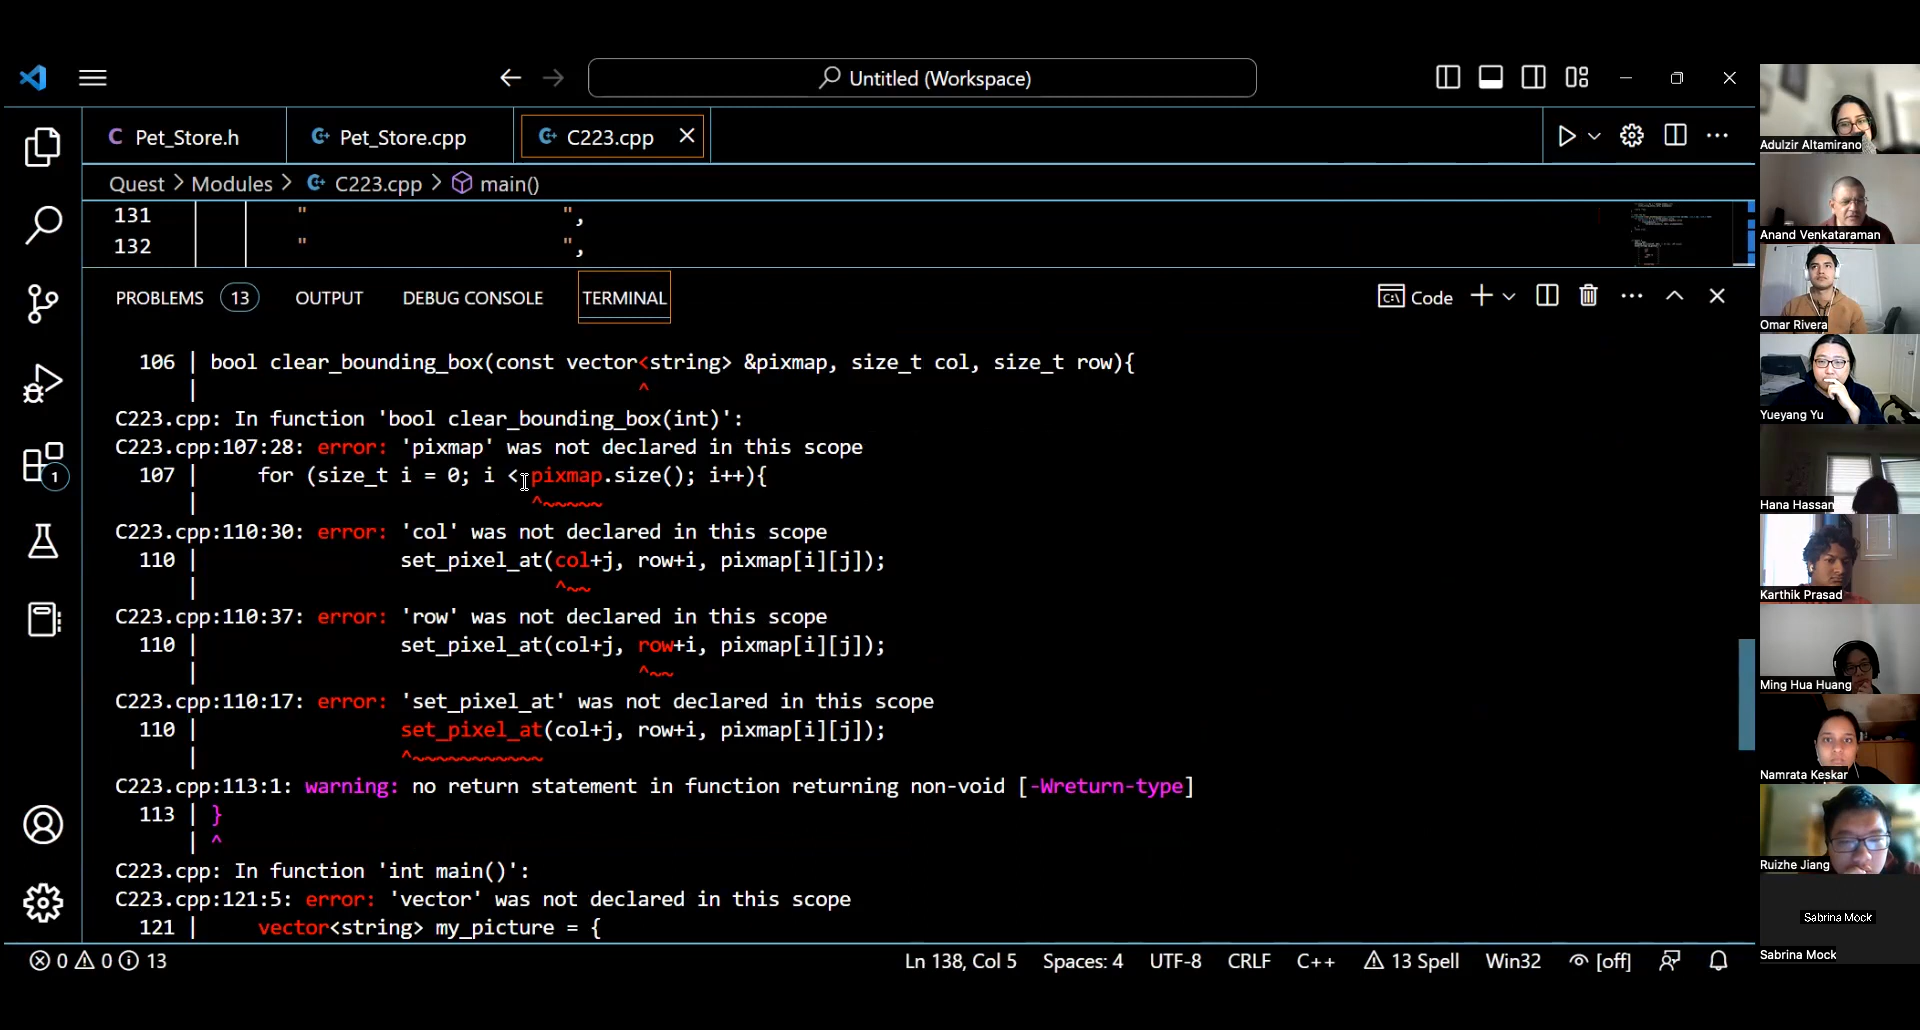 Untitled (Workspace)
Pet_Store.h
Pet_Store.cpp
C223.cpp
Quest > Modules > C223.cpp > main()
131 " ",
132 " ",
PROBLEMS 13 OUTPUT DEBUG CONSOLE TERMINAL Code
106 | bool clear_bounding_box(const vector<string> &pixmap, size_t col, size_t row){
| ^
C223.cpp: In function 'bool clear_bounding_box(int)':
C223.cpp:107:28: error: 'pixmap' was not declared in this scope
107 | for (size_t i = 0; i < pixmap.size(); i++){
| ^~~~~~
C223.cpp:110:30: error: 'col' was not declared in this scope
110 | set_pixel_at(col+j, row+i, pixmap[i][j]);
| ^~~
C223.cpp:110:37: error: 'row' was not declared in this scope
110 | set_pixel_at(col+j, row+i, pixmap[i][j]);
| ^~~
C223.cpp:110:17: error: 'set_pixel_at' was not declared in this scope
110 | set_pixel_at(col+j, row+i, pixmap[i][j]);
| ^~~~~~~~~~~~
C223.cpp:113:1: warning: no return statement in function returning non-void [-Wreturn-type]
113 | }
| ^
C223.cpp: In function 'int main()':
C223.cpp:121:5: error: 'vector' was not declared in this scope
121 | vector<string> my_picture = {
1
0 0 13
Ln 138, Col 5 Spaces: 4 UTF-8 CRLF C++ 13 Spell Win32 [off]
Adulzir Altamirano
Anand Venkataraman
Omar Rivera
Yueyang Yu
Hana Hassan
Karthik Prasad
Ming Hua Huang
Namrata Keskar
Ruizhe Jiang
Sabrina Mock
Sabrina Mock